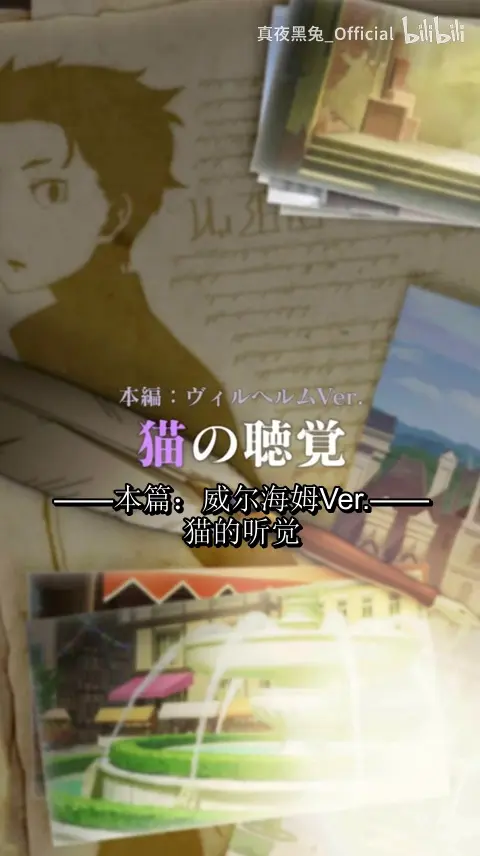 真夜黑兔_Official bilibili
本編：ヴィルヘルムVer.
猫の聴覚
——本篇：威尔海姆Ver.——
猫的听觉